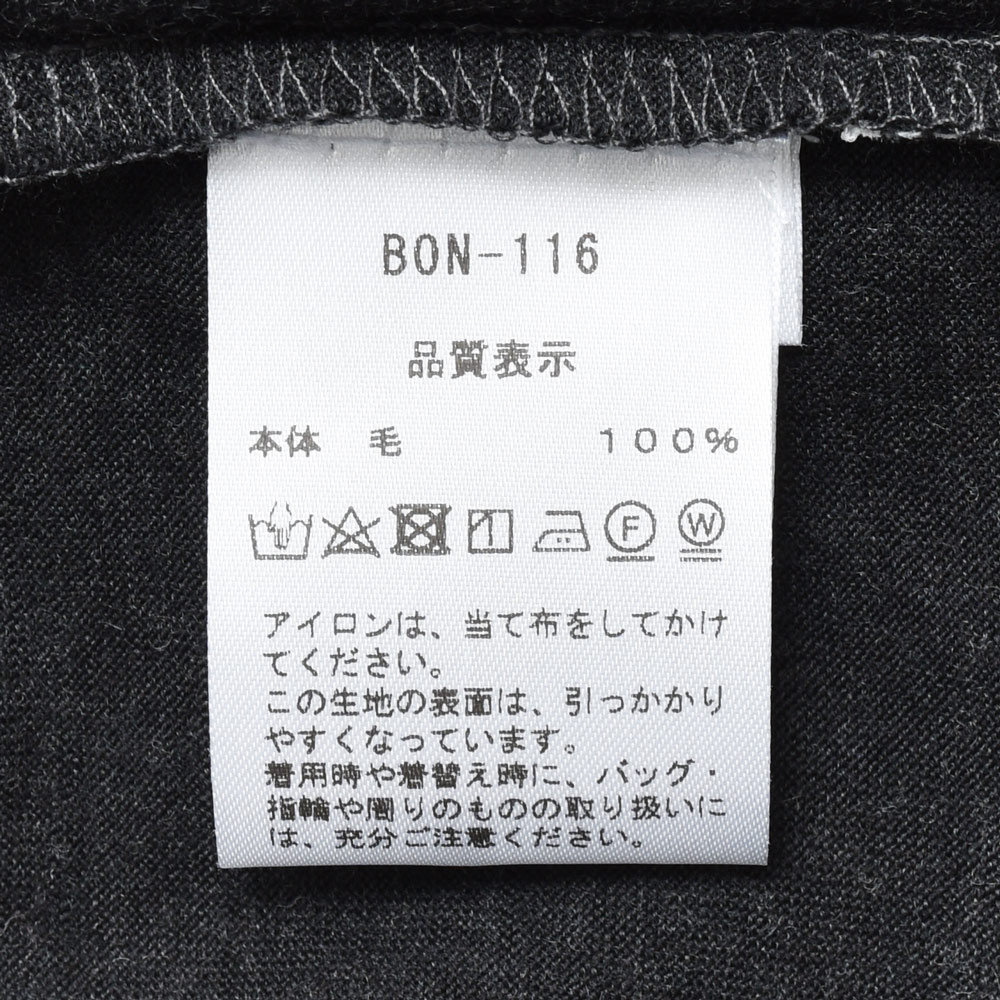 BON-116
品質表示
本体 毛 100%
F W
アイロンは、当て布をしてかけ
てください。
この生地の表面は、引っかかり
やすくなっています。
着用時や着替え時に、バッグ・
指輪や周りのものの取り扱いに
は、充分ご注意ください。